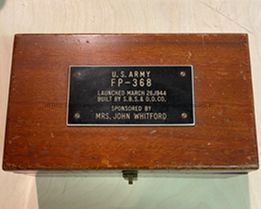 U.S. ARMY
FP-368
LAUNCHED MARCH 26,1944
BUILT BY S.B.S.& D.D.CO.
SPONSORED BY
MRS. JOHN WHITFORD